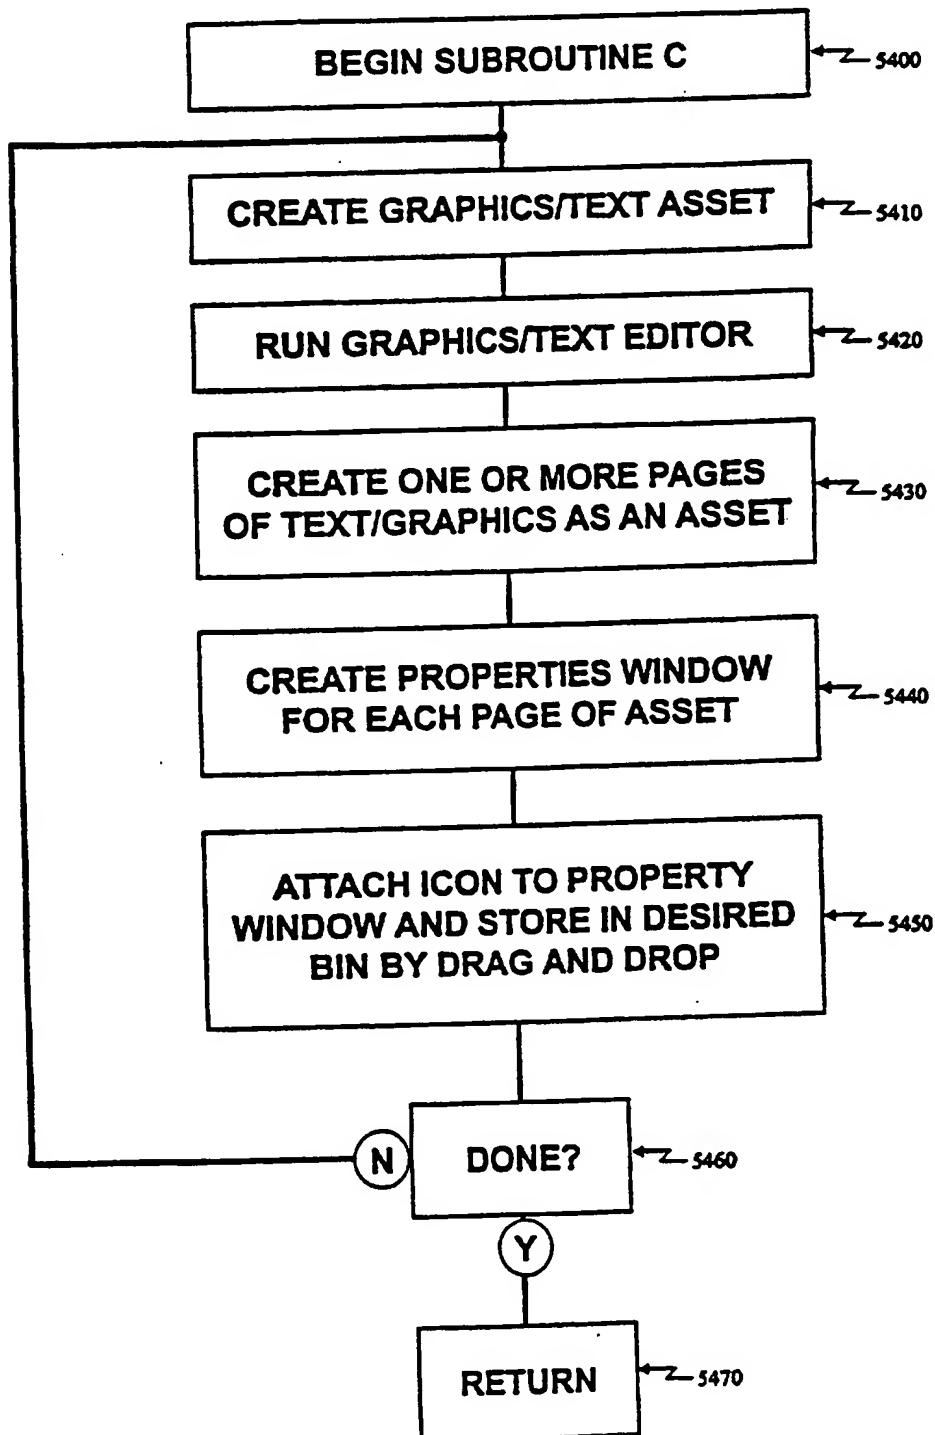 BEGIN SUBROUTINE C
5400
CREATE GRAPHICS/TEXT ASSET
5410
RUN GRAPHICS/TEXT EDITOR
5420
CREATE ONE OR MORE PAGES
OF TEXT/GRAPHICS AS AN ASSET
5430
CREATE PROPERTIES WINDOW
FOR EACH PAGE OF ASSET
5440
ATTACH ICON TO PROPERTY
WINDOW AND STORE IN DESIRED
BIN BY DRAG AND DROP
5450
N
DONE?
5460
Y
RETURN
5470